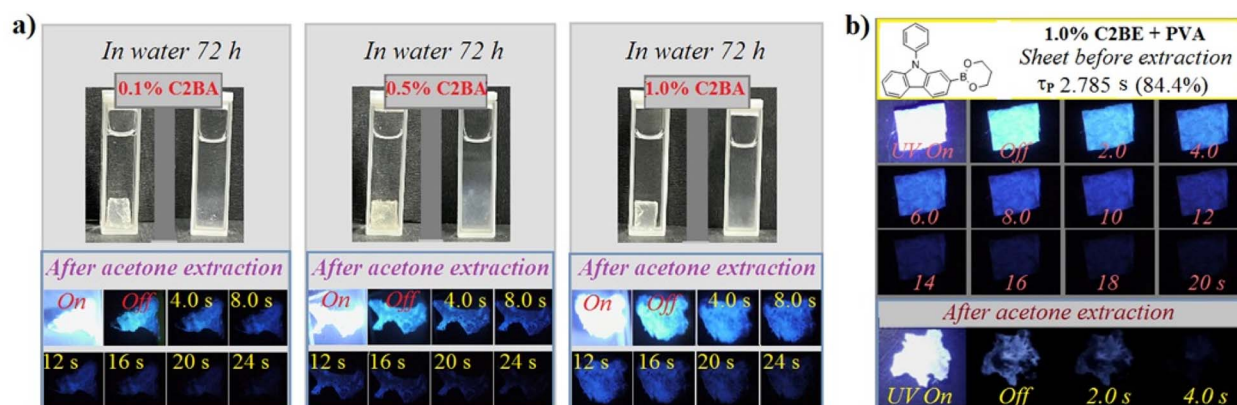 a)
In water 72 h
0.1% C2BA
After acetone extraction
On Off 4.0 s 8.0 s
12 s 16 s 20 s 24 s
In water 72 h
0.5% C2BA
After acetone extraction
On Off 4.0 s 8.0 s
12 s 16 s 20 s 24 s
In water 72 h
1.0% C2BA
After acetone extraction
On Off 4.0 s 8.0 s
12 s 16 s 20 s 24 s
b)
N
B
O
O
1.0% C2BE + PVA
Sheet before extraction
τP 2.785 s (84.4%)
UV On Off 2.0 4.0
6.0 8.0 10 12
14 16 18 20 s
After acetone extraction
UV On Off 2.0 s 4.0 s